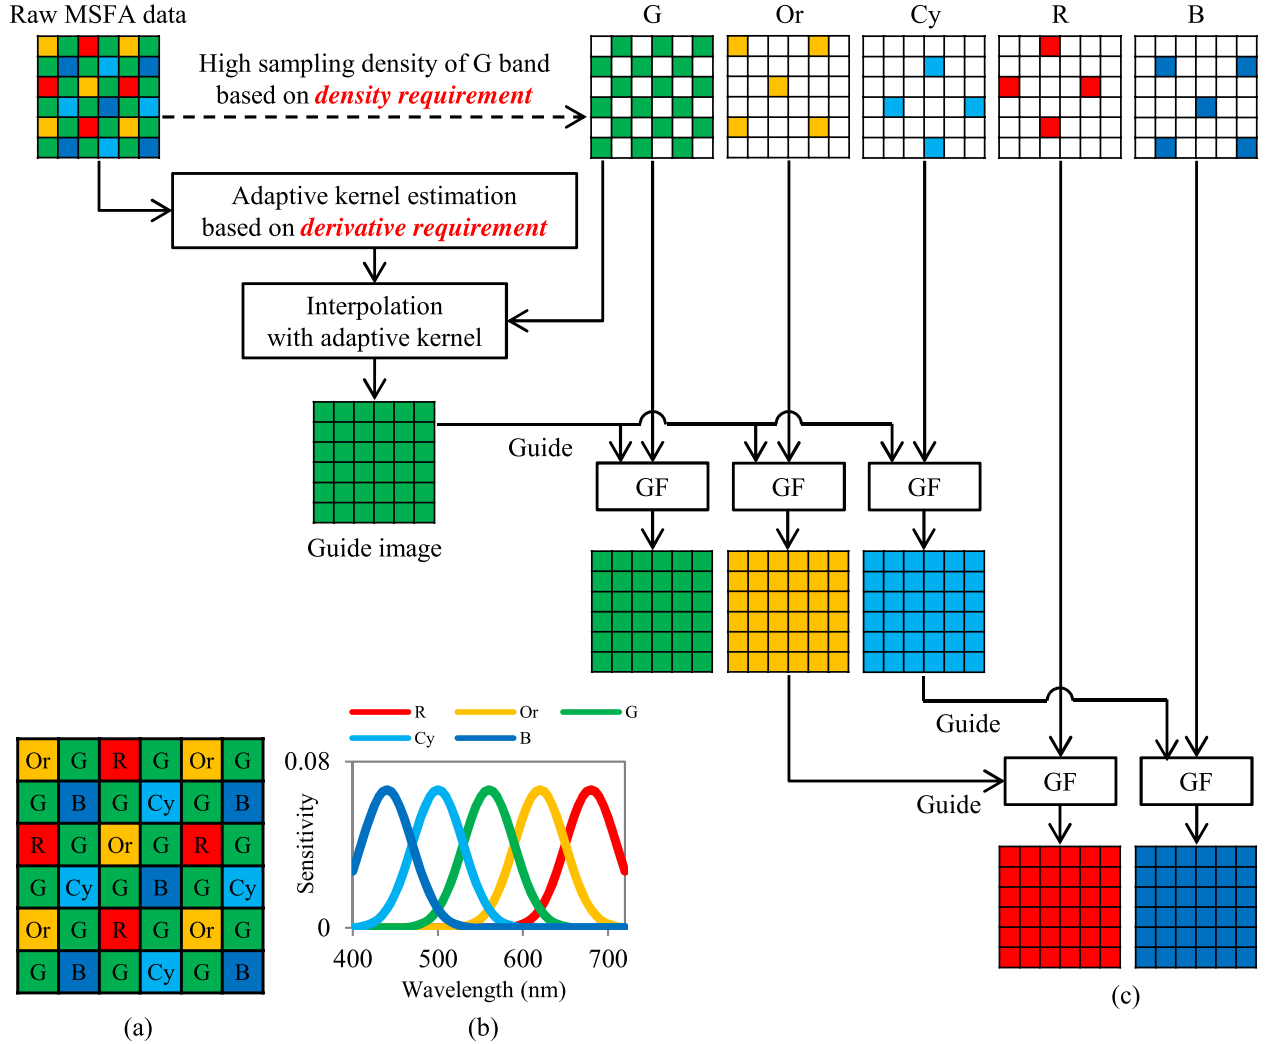 Raw MSFA data
G Or Cy R B
High sampling density of G band
based on density requirement
Adaptive kernel estimation
based on derivative requirement
Interpolation
with adaptive kernel
Guide
GF GF GF
Guide image
Guide
GF GF
Guide
Or G R G Or G
G B G Cy G B
R G Or G R G
G Cy G B G Cy
Or G R G Or G
G B G Cy G B
(a)
R Or G
Cy B
0.08
Sensitivity
0
400 500 600 700
Wavelength (nm)
(b)
(c)